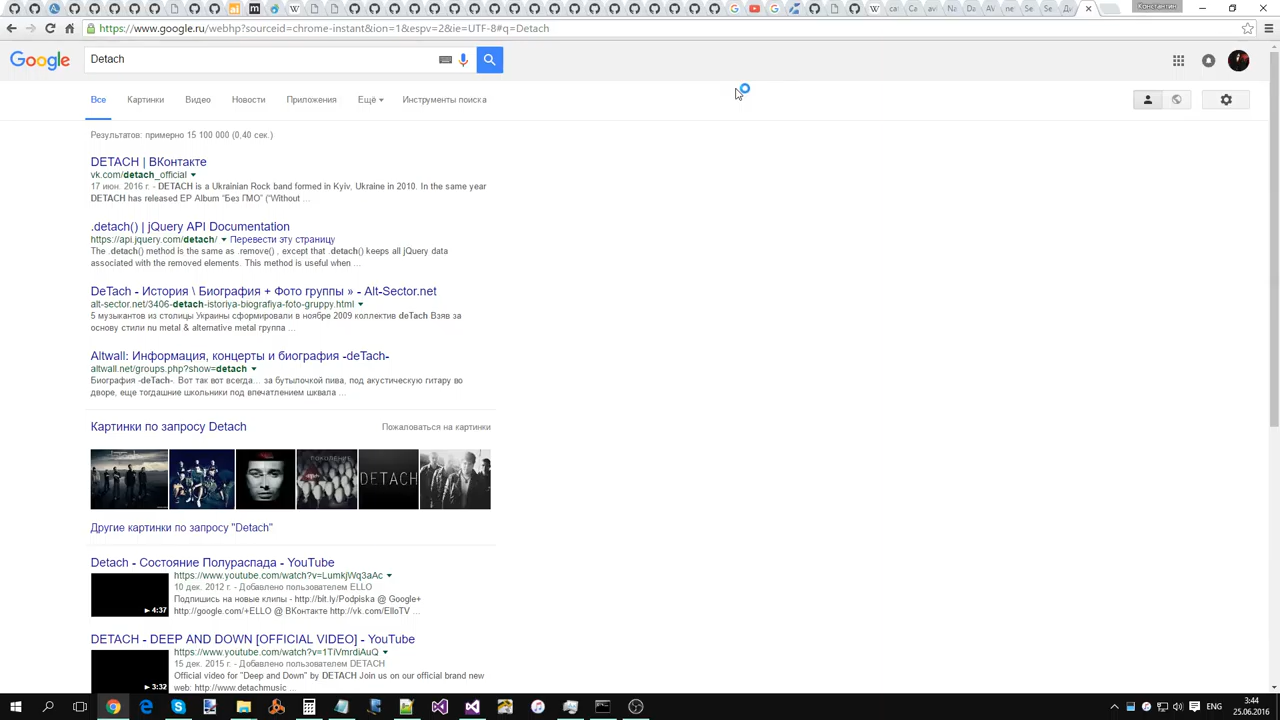 Константин
https://www.google.ru/webhp?sourceid=chrome-instant&ion=1&espv=2&ie=UTF-8#q=Detach
Google
Detach
Все Картинки Видео Новости Приложения Ещё Инструменты поиска
Результатов: примерно 15 100 000 (0,40 сек.)
DETACH | ВКонтакте
vk.com/detach_official
17 июн. 2016 г. - DETACH is a Ukrainian Rock band formed in Kyiv, Ukraine in 2010. In the same year
DETACH has released EP Album “Без ГМО” (“Without ...
.detach() | jQuery API Documentation
https://api.jquery.com/detach/ Перевести эту страницу
The .detach() method is the same as .remove() , except that .detach() keeps all jQuery data
associated with the removed elements. This method is useful when ...
DeTach - История \ Биография + Фото группы » - Alt-Sector.net
alt-sector.net/3406-detach-istoriya-biografiya-foto-gruppy.html
5 музыкантов из столицы Украины сформировали в ноябре 2009 коллектив deTach Взяв за
основу стили nu metal & alternative metal группа ...
Altwall: Информация, концерты и биография -deTach-
altwall.net/groups.php?show=detach
Биография -deTach-. Вот так вот всегда... за бутылочкой пива, под акустическую гитару во
дворе, еще тогдашние школьники под впечатлением шквала ...
Картинки по запросу Detach Пожаловаться на картинки
DETACH
Другие картинки по запросу "Detach"
Detach - Состояние Полураспада - YouTube
https://www.youtube.com/watch?v=LumkjWq3aAc
10 дек. 2012 г. - Добавлено пользователем ELLO
Подпишись на новые клипы - http://bit.ly/Podpiska @ Google+
http://google.com/+ELLO @ ВКонтакте http://vk.com/ElloTV ...
4:37
DETACH - DEEP AND DOWN [OFFICIAL VIDEO] - YouTube
https://www.youtube.com/watch?v=1TiVmrdiAuQ
15 дек. 2015 г. - Добавлено пользователем DETACH
Official video for "Deep and Down" by DETACH Join us on our official brand new
web: http://www.detachmusic ...
3:32
ENG
3:44
25.06.2016